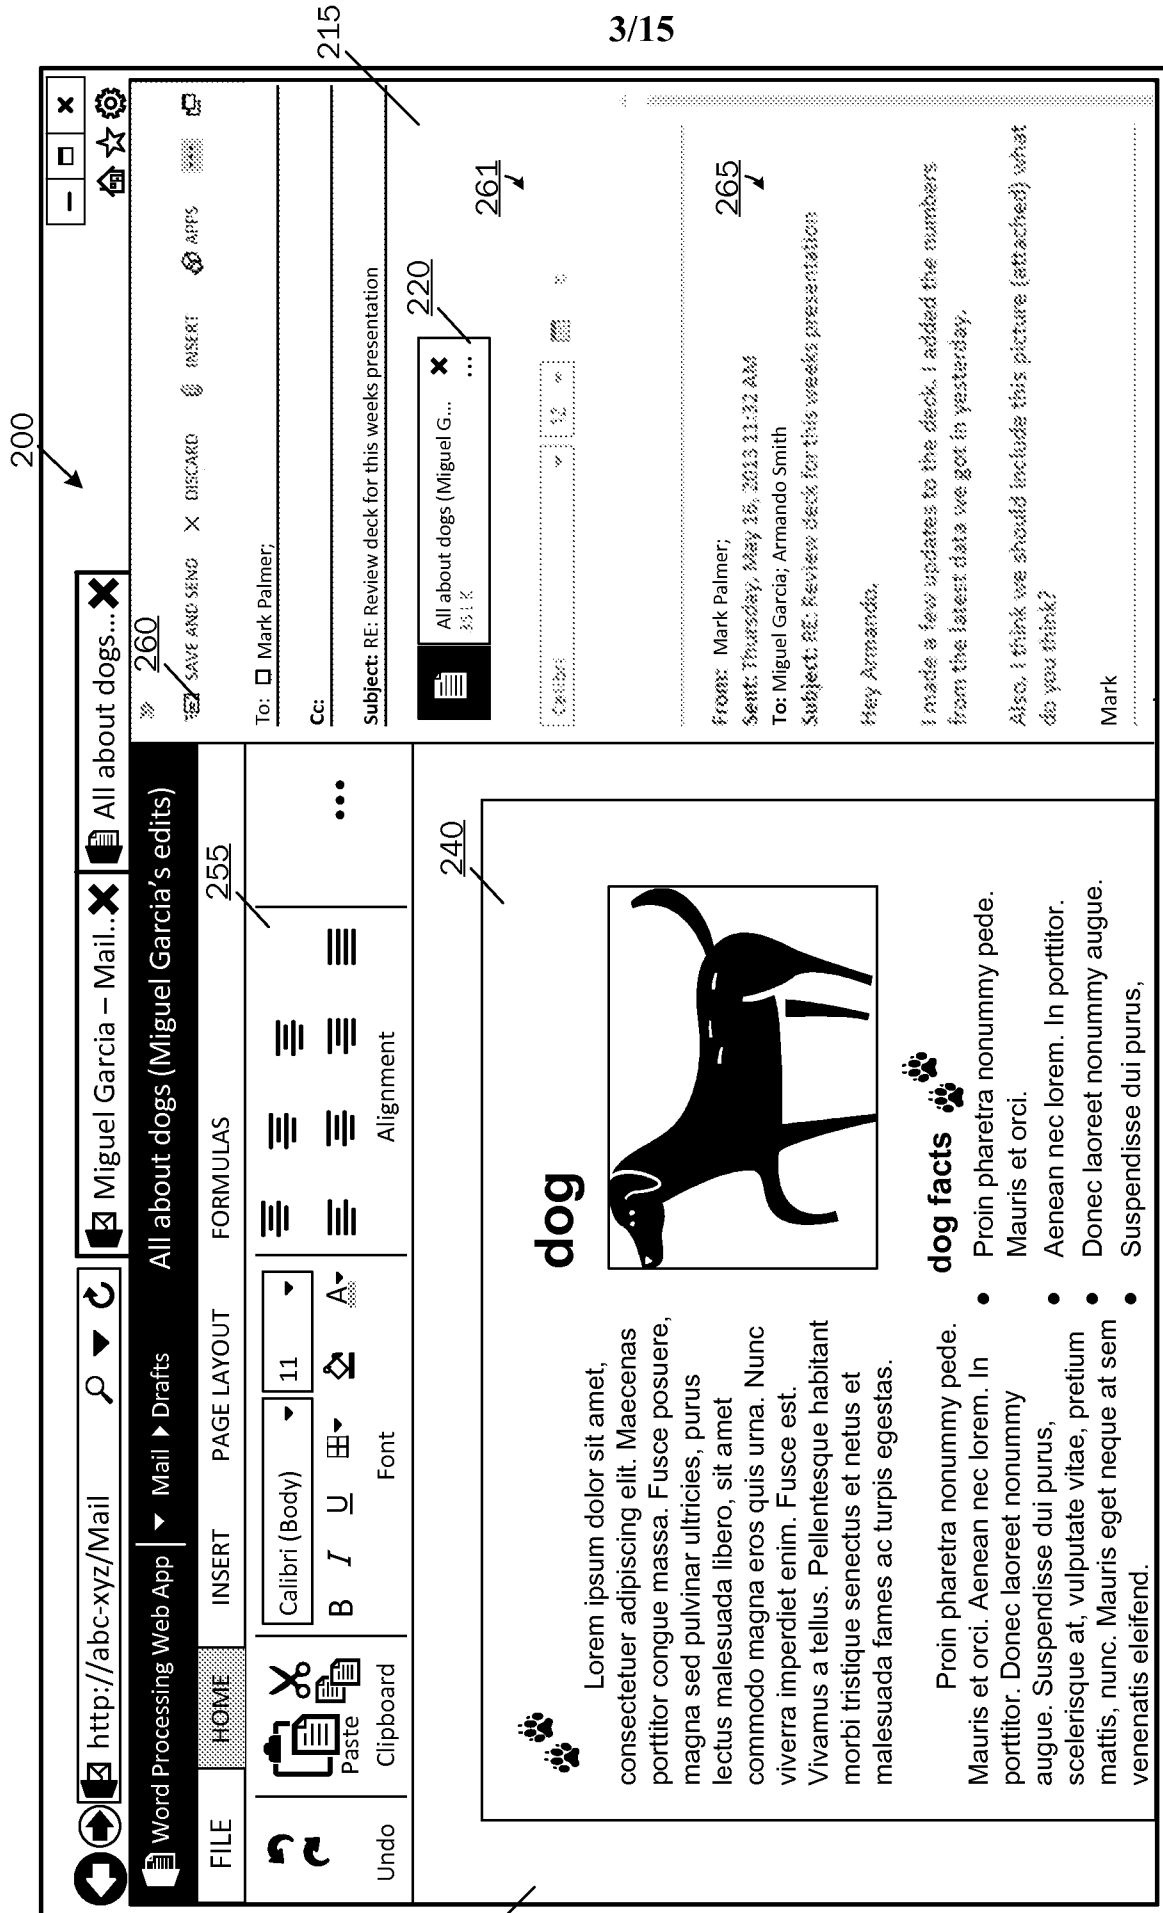 3/15
200
http://abc-xyz/Mail
Miguel Garcia – Mail...
All about dogs...
Word Processing Web App
Mail
Drafts
All about dogs (Miguel Garcia's edits)
FILE
HOME
INSERT
PAGE LAYOUT
FORMULAS
255
Undo
Paste
Clipboard
Calibri (Body)
11
B I U
A
Font
Alignment
...
240
dog
Lorem ipsum dolor sit amet,
consectetuer adipiscing elit. Maecenas
porttitor congue massa. Fusce posuere,
magna sed pulvinar ultricies, purus
lectus malesuada libero, sit amet
commodo magna eros quis urna. Nunc
viverra imperdiet enim. Fusce est.
Vivamus a tellus. Pellentesque habitant
morbi tristique senectus et netus et
malesuada fames ac turpis egestas.
Proin pharetra nonummy pede.
Mauris et orci. Aenean nec lorem. In
porttitor. Donec laoreet nonummy
augue. Suspendisse dui purus,
scelerisque at, vulputate vitae, pretium
mattis, nunc. Mauris eget neque at sem
venenatis eleifend.
dog facts
• Proin pharetra nonummy pede.
Mauris et orci.
• Aenean nec lorem. In porttitor.
• Donec laoreet nonummy augue.
• Suspendisse dui purus,
260
215
SAVE AND SEND
DISCARD
INSERT
APPS
...
To: Mark Palmer;
Cc:
Subject: RE: Review deck for this weeks presentation
220
All about dogs (Miguel G...
...
261
Calibri
12
265
From: Mark Palmer;
Sent: Thursday, May 16, 2013 11:32 AM
To: Miguel Garcia; Armando Smith
Subject: RE: Review deck for this weeks presentation
Hey Armando,
I made a few updates to the deck. I added the numbers
from the latest data we got in yesterday.
Also, I think we should include this picture (attached) what
do you think?
Mark